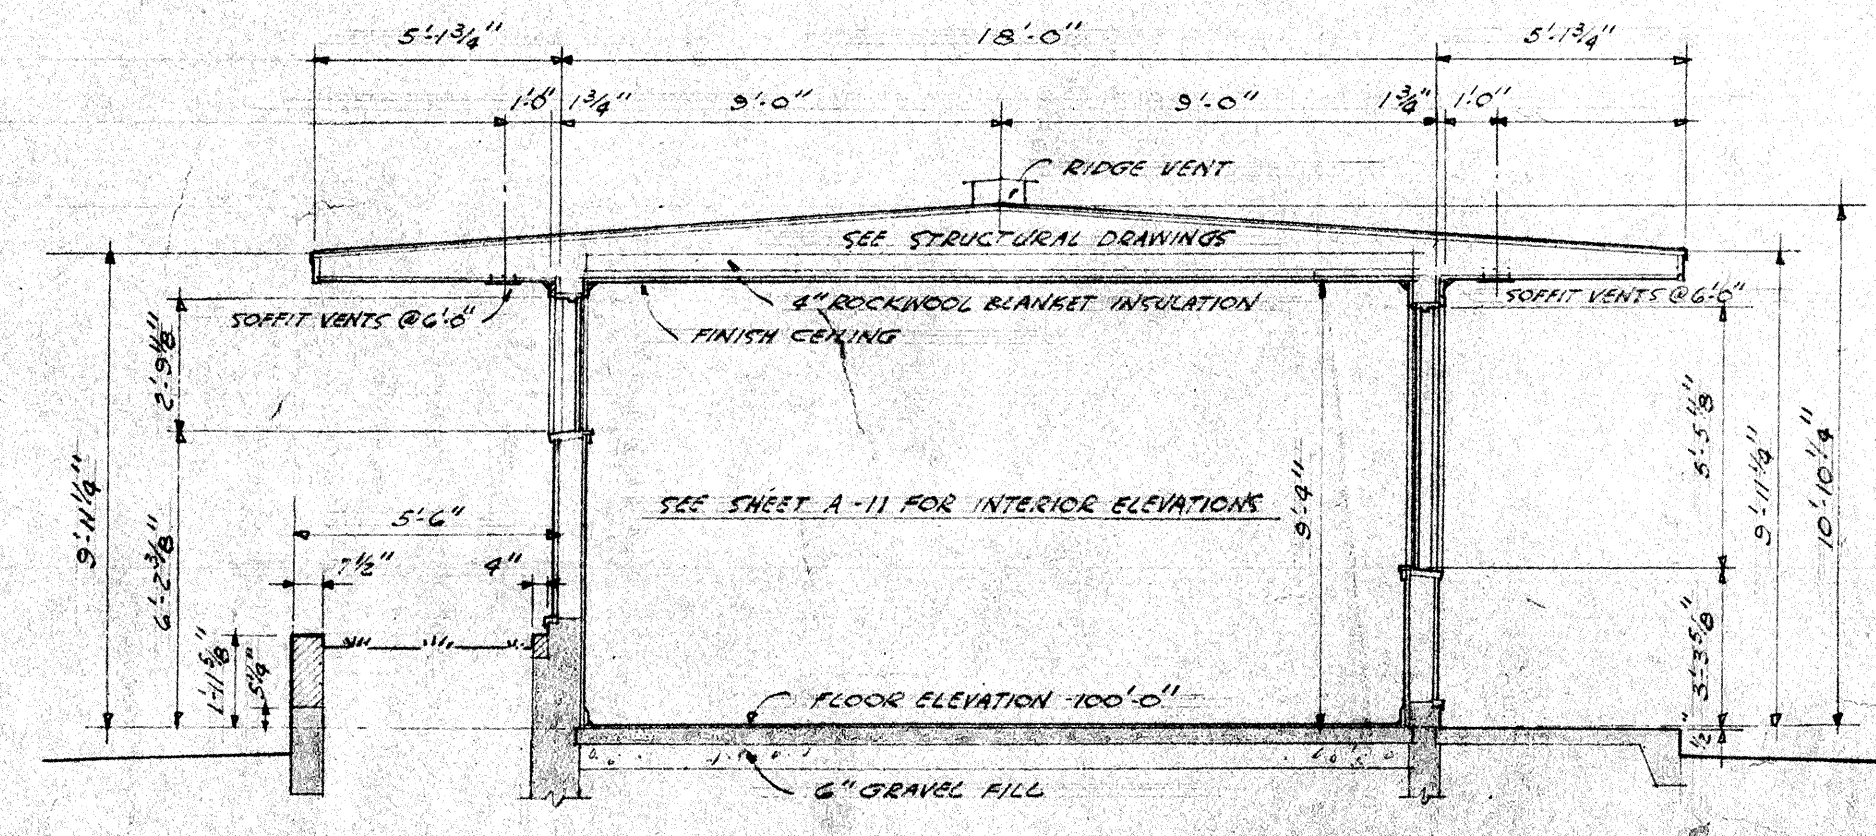 5'-1 3/4" 18'-0" 5'-1 3/4"
1'-0" 1 3/4" 9'-0" 9'-0" 1 3/4" 1'-0"
RIDGE VENT
SEE STRUCTURAL DRAWINGS
4" ROCKWOOL BLANKET INSULATION
SOFFIT VENTS @ 6'-0"
SOFFIT VENTS @ 6'-0"
FINISH CEILING
2'-9 1/8"
5'-5 1/8"
9'-11 1/4"
6'-2 3/8"
9'-4"
9'-11 1/4"
10'-10 1/4"
SEE SHEET A-11 FOR INTERIOR ELEVATIONS
5'-6"
7 1/2" 4"
1'-11 5/8"
5 1/4"
3'-3 5/8"
1/2"
FLOOR ELEVATION 100'-0"
6" GRAVEL FILL